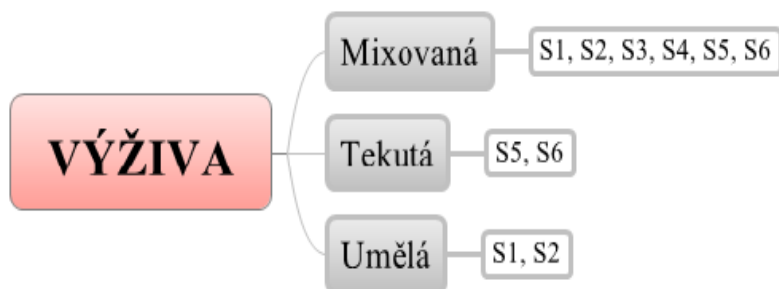 VÝŽIVA
Mixovaná
S1, S2, S3, S4, S5, S6
Tekutá
S5, S6
Umělá
S1, S2